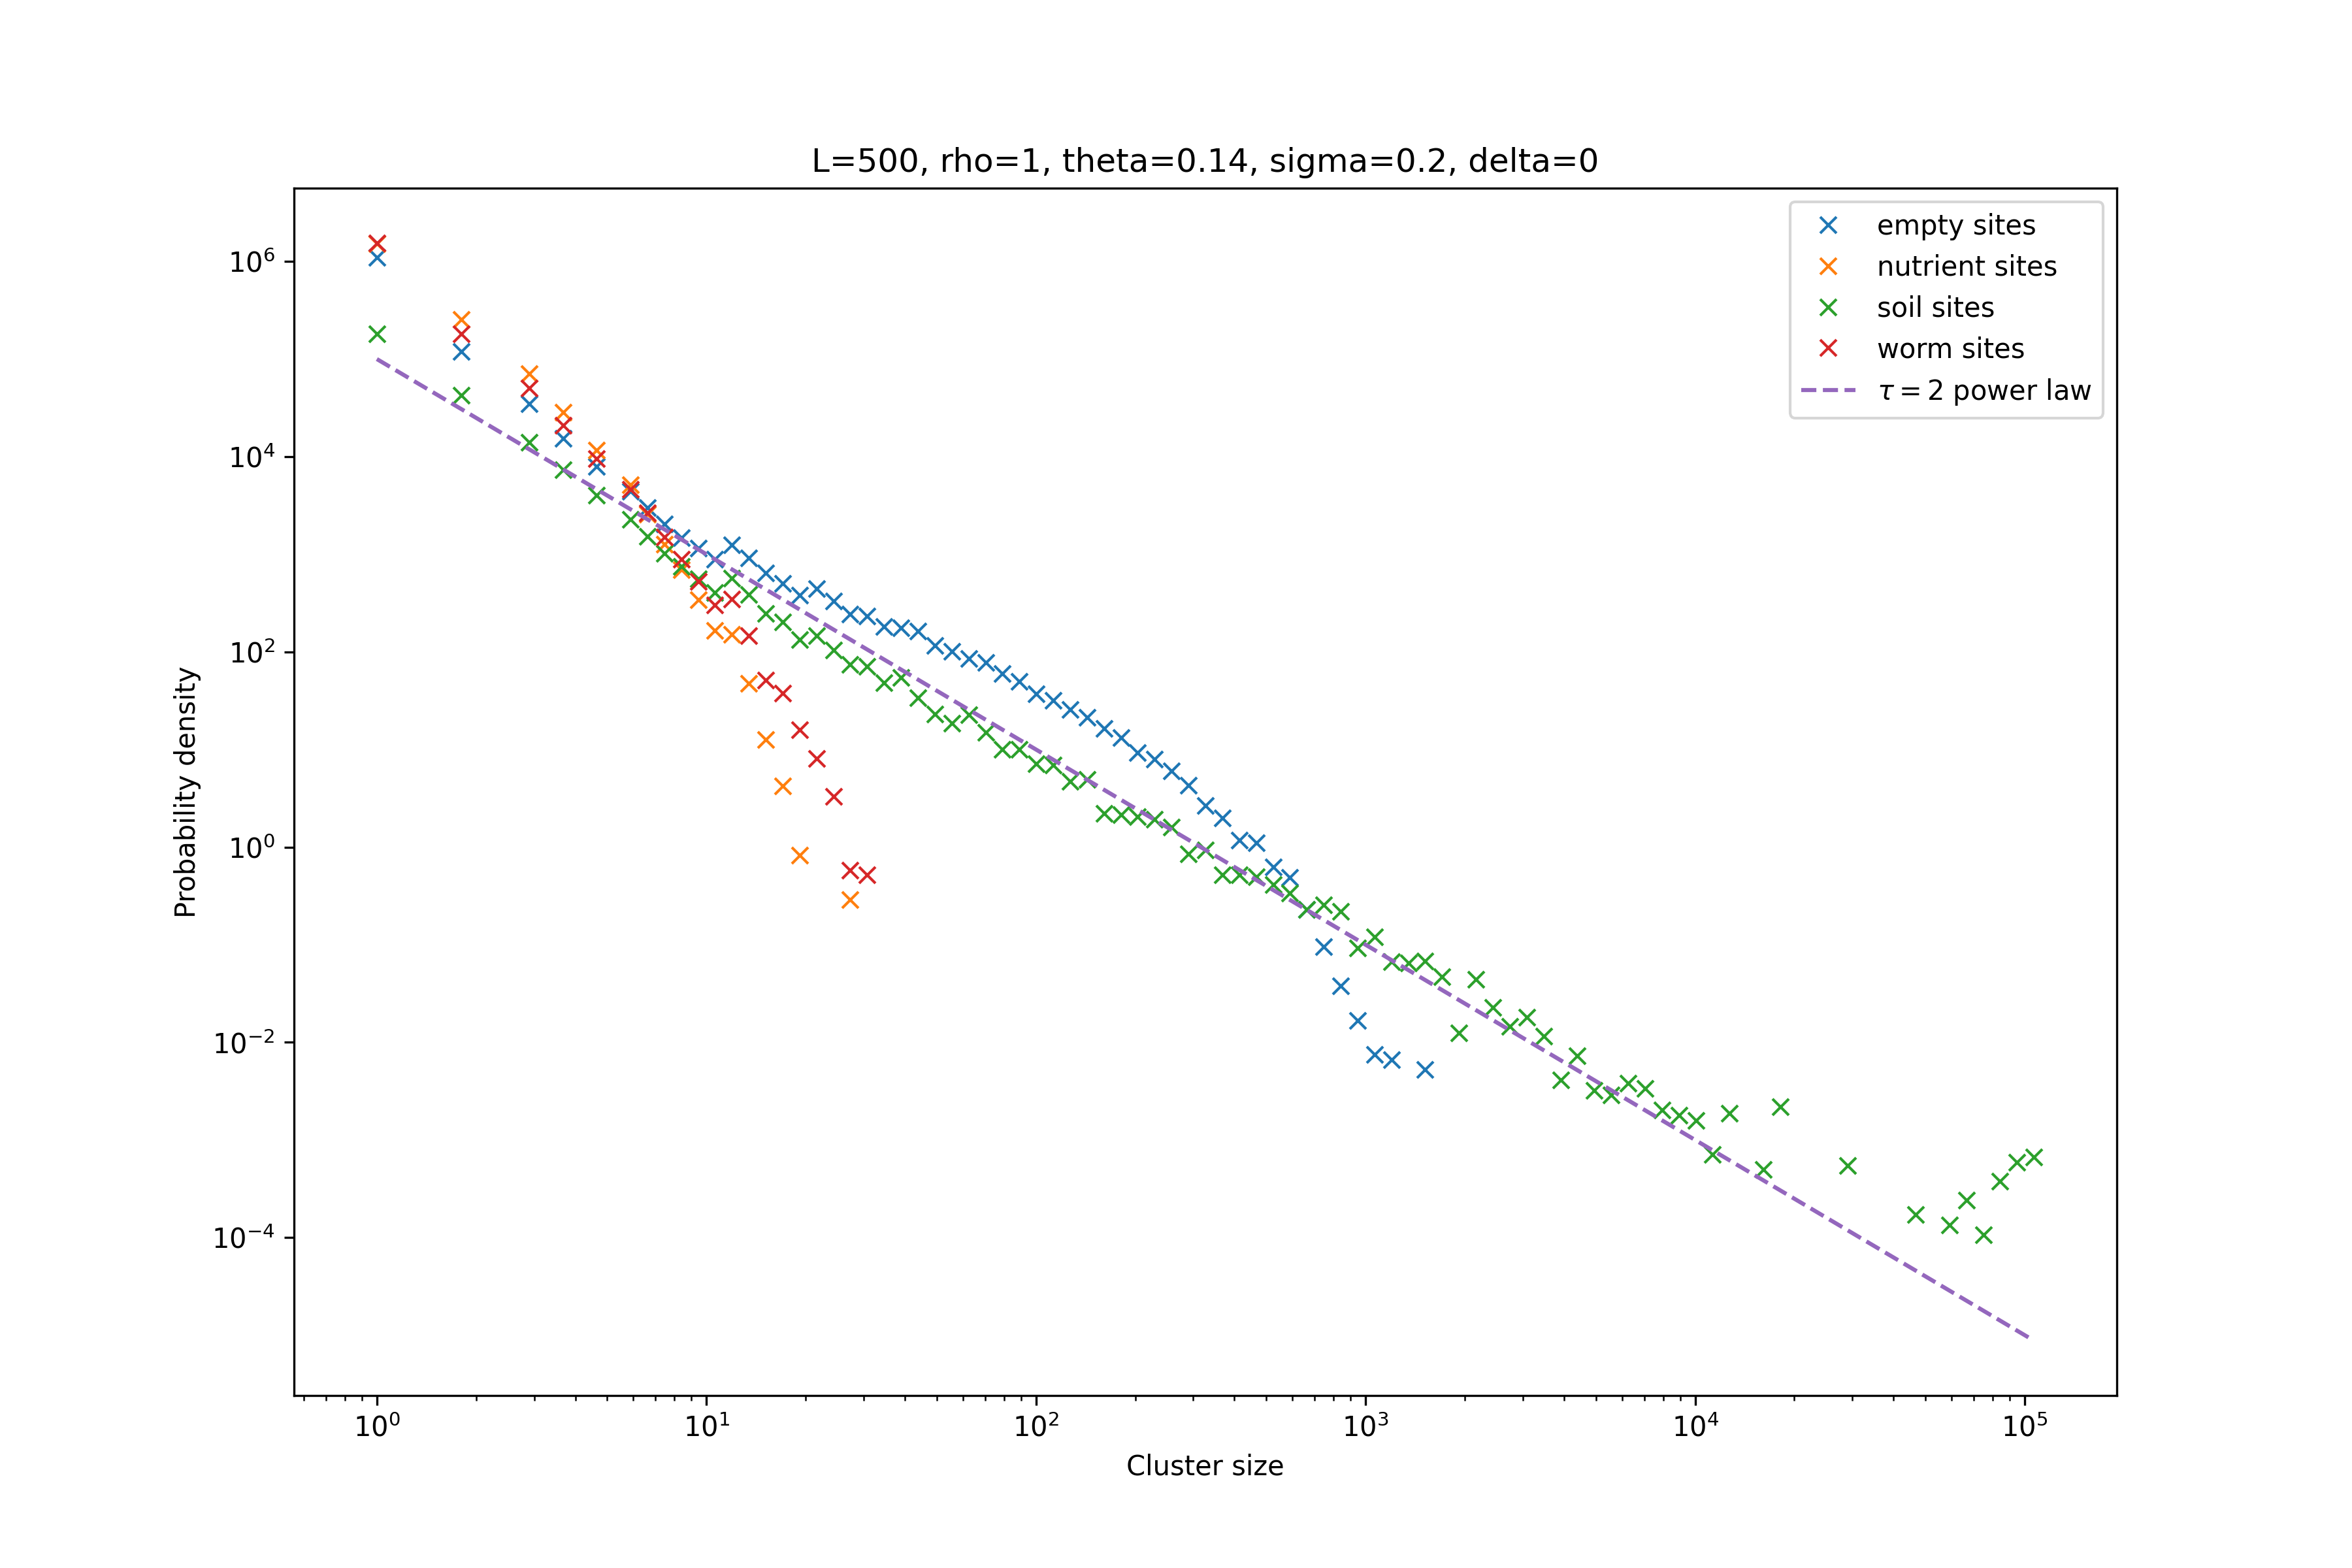 L=500, rho=1, theta=0.14, sigma=0.2, delta=0
empty sites
nutrient sites
soil sites
worm sites
τ = 2 power law
Probability density
10⁶
10⁴
10²
10⁰
10⁻²
10⁻⁴
10⁰ 10¹ 10² 10³ 10⁴ 10⁵
Cluster size